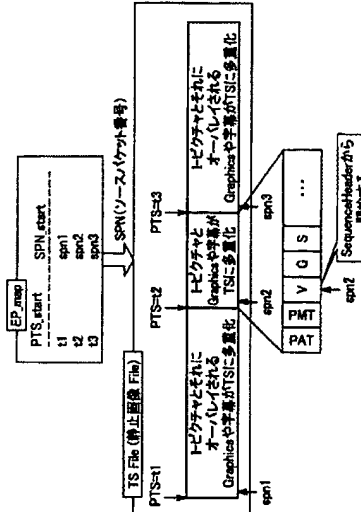 EP_map
PTS_start SPN_start
t1 spn1
t2 spn2
t3 spn3
SPN(ソースパケット番号)
TS File (静止画像 File)
PTS=t1
PTS=t2
PTS=t3
I-ピクチャとそれに
オーバレイされる
Graphicsや字幕がTSに多重化
I-ピクチャと
Graphicsや字幕が
TSに多重化
I-ピクチャとそれに
オーバレイされる
Graphicsや字幕がTSに多重化
spn1
spn2
spn3
PAT
PMT
V
G
S
…
spn2
SequenceHeaderから